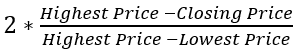 2 * (Highest Price − Closing Price) / (Highest Price − Lowest Price)